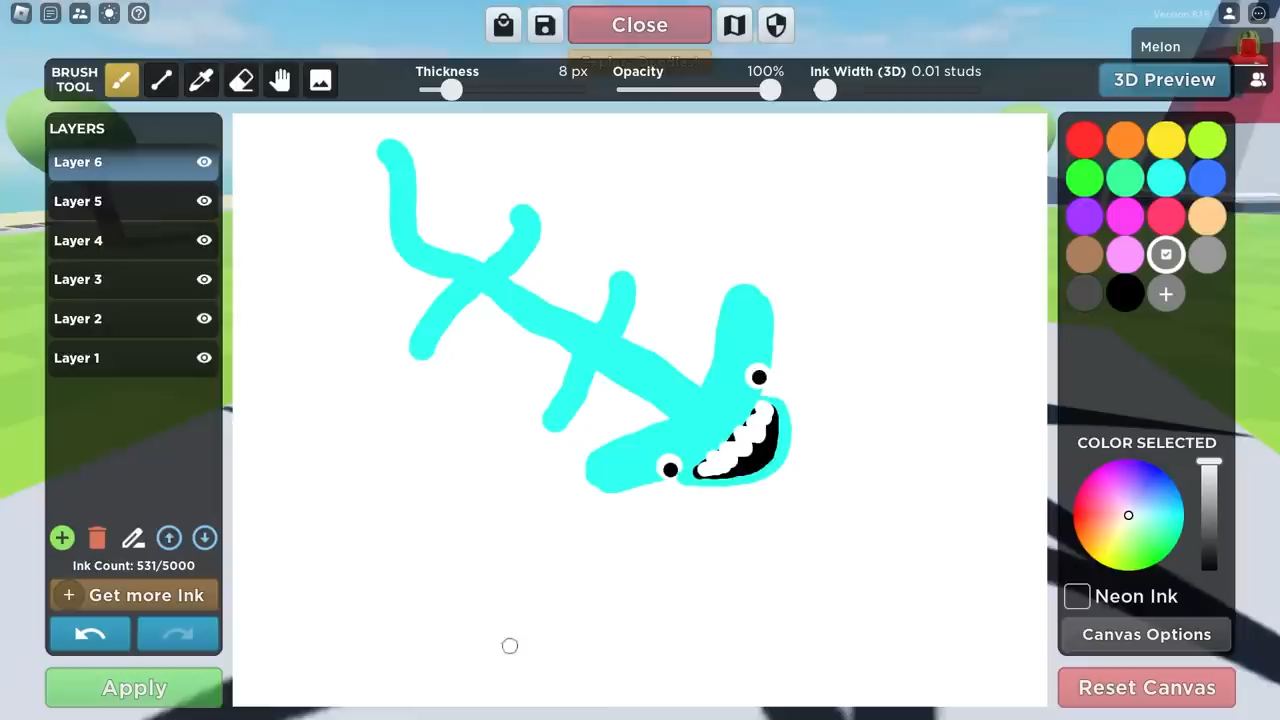 Version 819
Close
Melon
BRUSH TOOL
Thickness 8 px
Opacity 100%
Ink Width (3D) 0.01 studs
3D Preview
LAYERS
Layer 6
Layer 5
Layer 4
Layer 3
Layer 2
Layer 1
Ink Count: 531/5000
+ Get more Ink
Apply
COLOR SELECTED
Neon Ink
Canvas Options
Reset Canvas